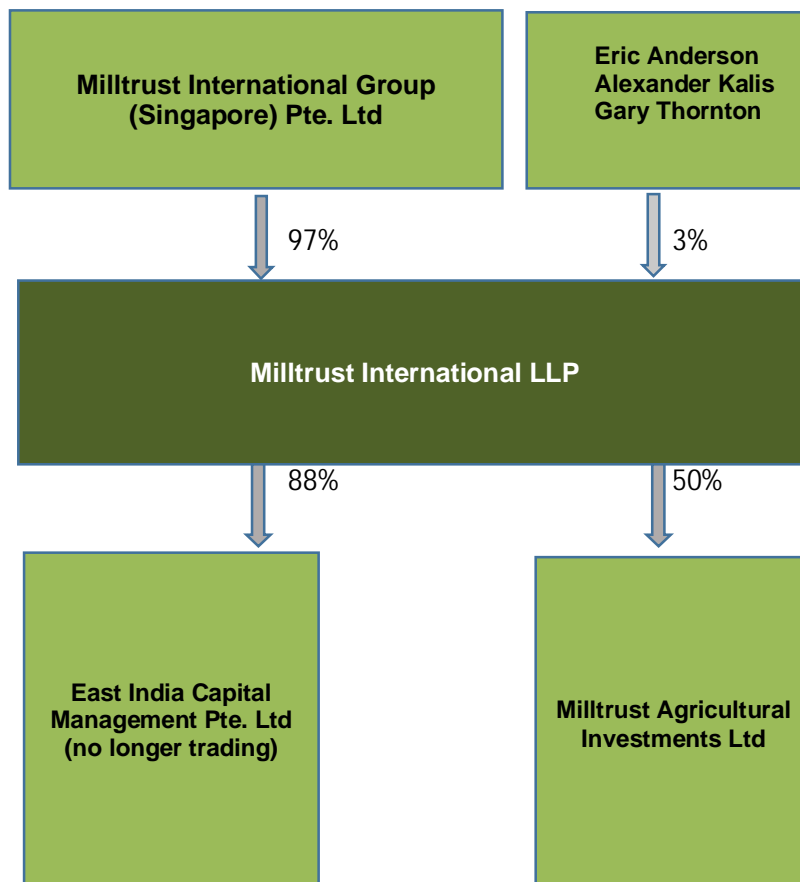 Milltrust International Group
(Singapore) Pte. Ltd
Eric Anderson
Alexander Kalis
Gary Thornton
97%
3%
Milltrust International LLP
88%
50%
East India Capital
Management Pte. Ltd
(no longer trading)
Milltrust Agricultural
Investments Ltd